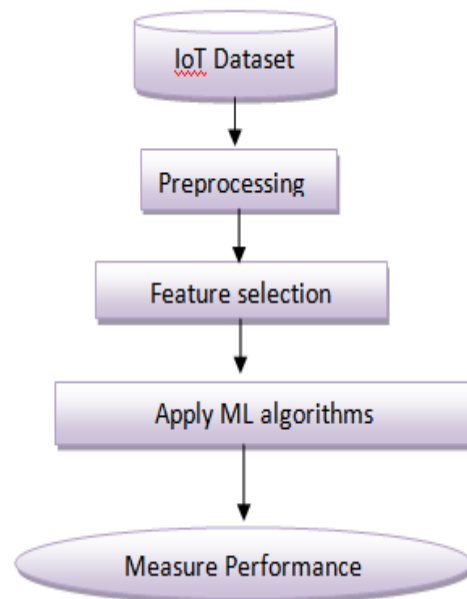 IoT Dataset
Preprocessing
Feature selection
Apply ML algorithms
Measure Performance